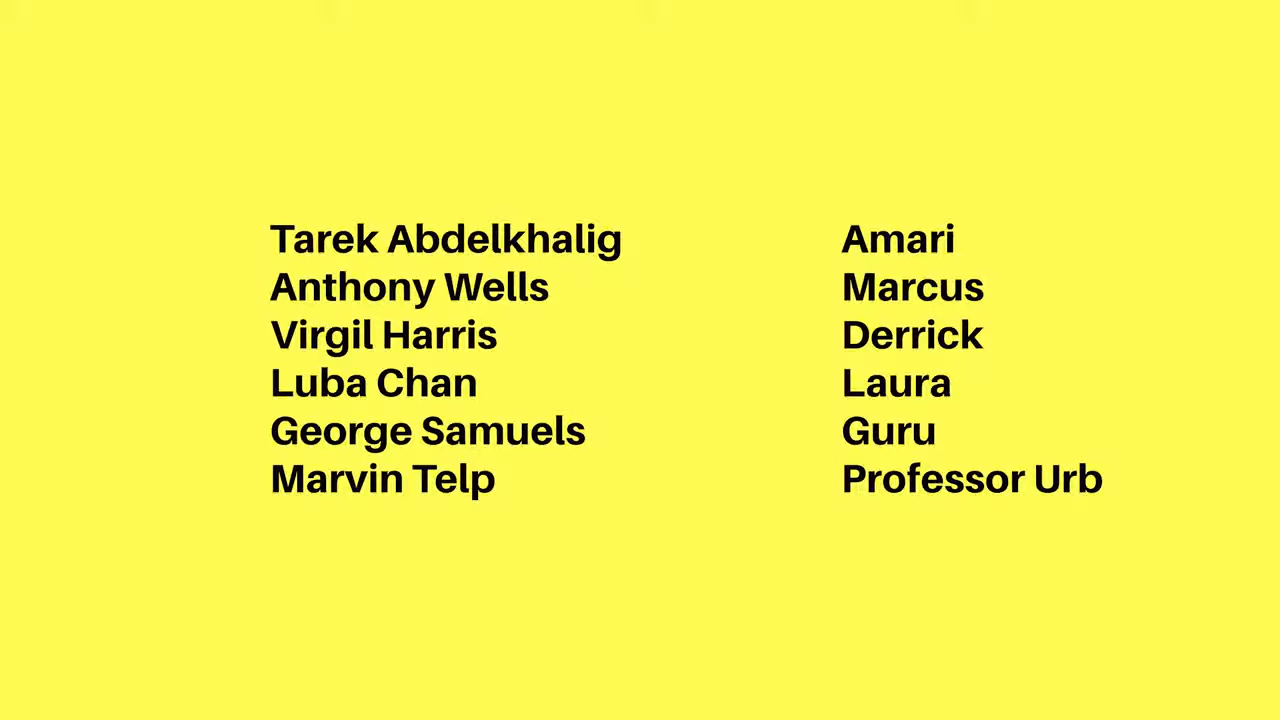 Tarek Abdelkhalig Amari
Anthony Wells Marcus
Virgil Harris Derrick
Luba Chan Laura
George Samuels Guru
Marvin Telp Professor Urb